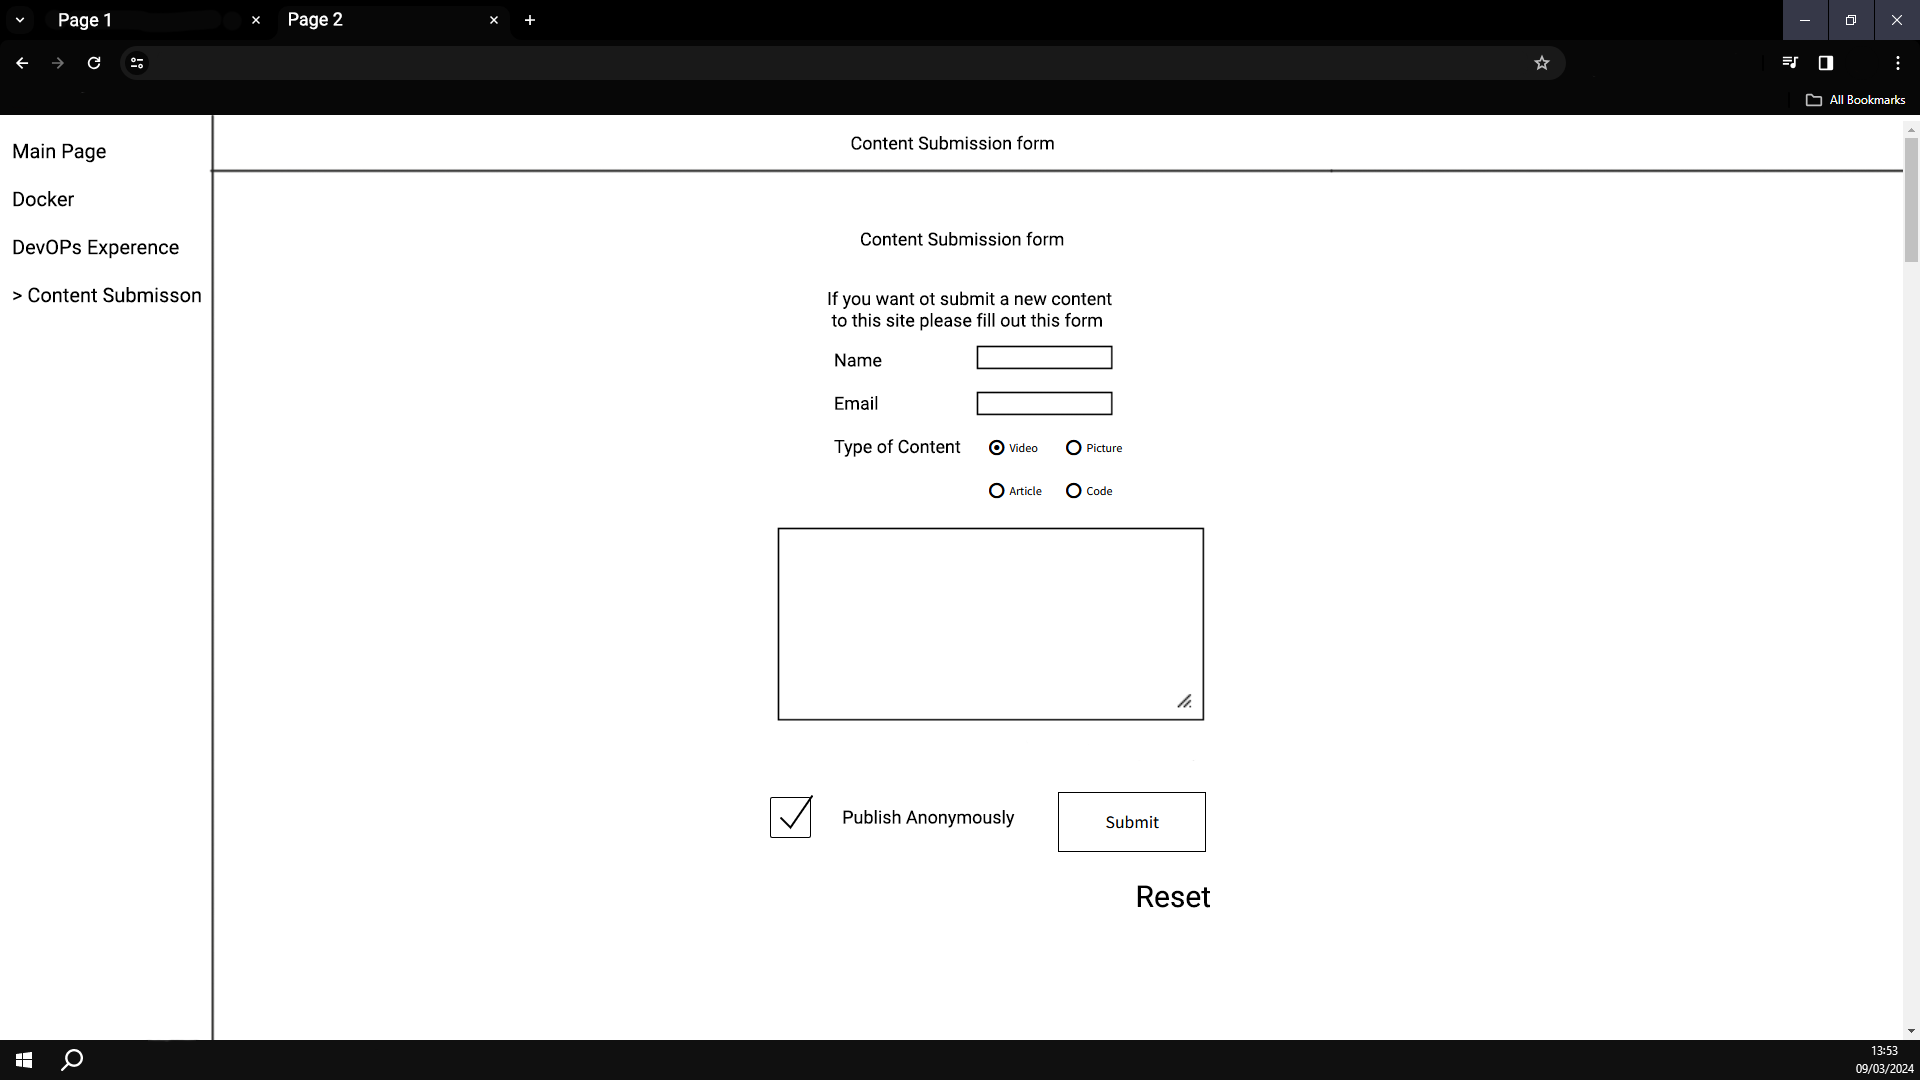 Page 1
Page 2
All Bookmarks
Main Page
Docker
DevOPs Experence
> Content Submisson
Content Submission form
Content Submission form
If you want ot submit a new content
to this site please fill out this form
Name
Email
Type of Content
Video
Picture
Article
Code
Publish Anonymously
Submit
Reset
13:53
09/03/2024